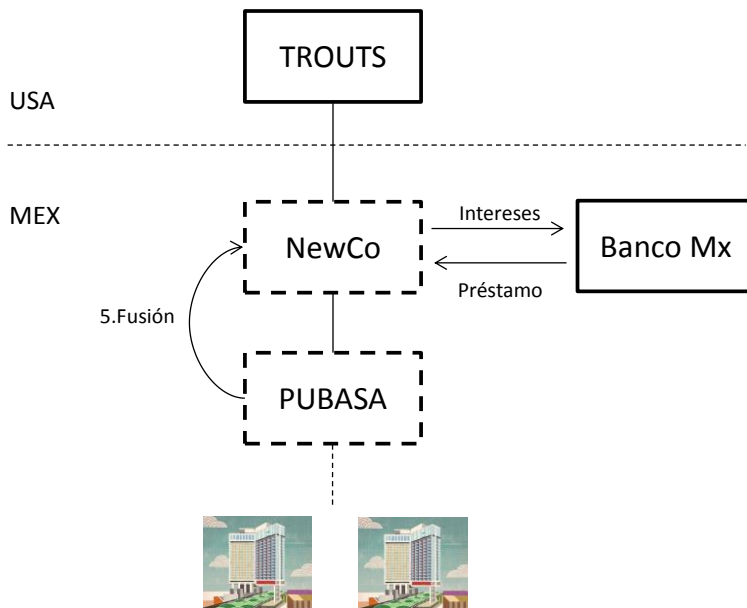 TROUTS
USA
MEX
NewCo
Intereses
Banco Mx
Préstamo
5.Fusión
PUBASA